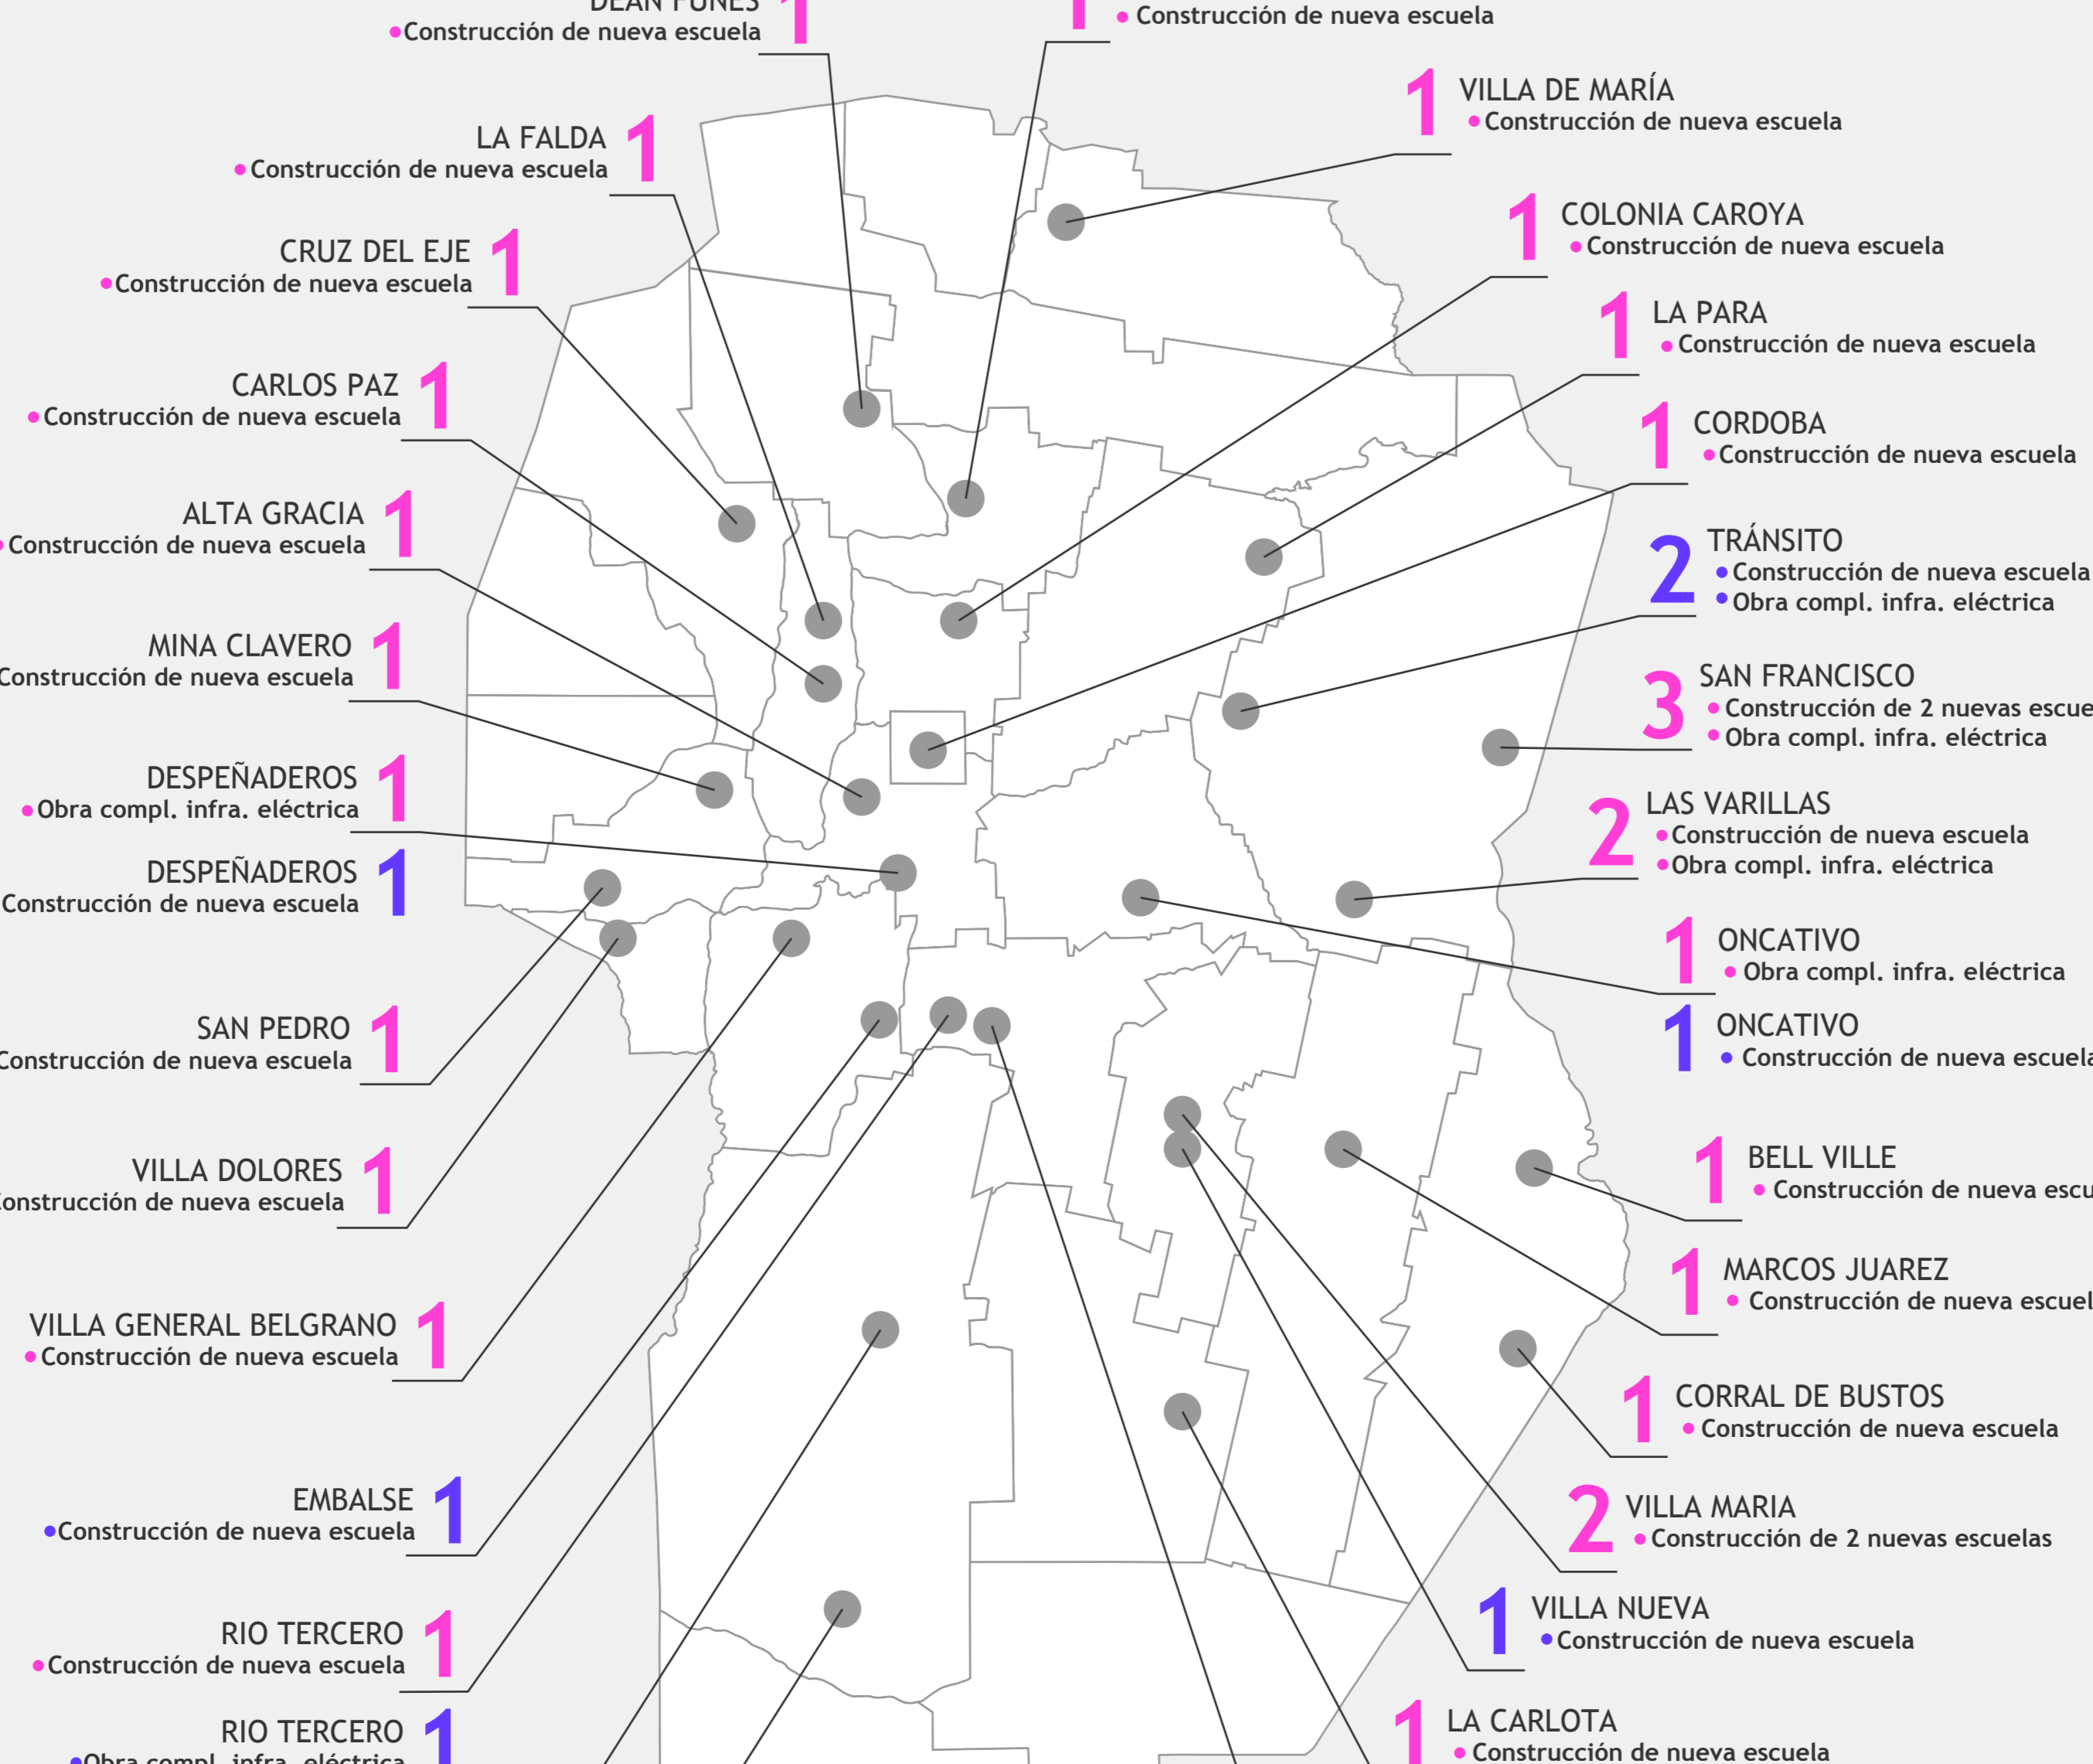 DEAN FUNES
1
Construcción de nueva escuela
1
Construcción de nueva escuela
VILLA DE MARÍA
1
Construcción de nueva escuela
LA FALDA
1
Construcción de nueva escuela
COLONIA CAROYA
1
Construcción de nueva escuela
CRUZ DEL EJE
1
Construcción de nueva escuela
LA PARA
1
Construcción de nueva escuela
CARLOS PAZ
1
Construcción de nueva escuela
CORDOBA
1
Construcción de nueva escuela
ALTA GRACIA
1
Construcción de nueva escuela
TRÁNSITO
2
Construcción de nueva escuela
Obra compl. infra. eléctrica
MINA CLAVERO
1
Construcción de nueva escuela
SAN FRANCISCO
3
Construcción de 2 nuevas escue
Obra compl. infra. eléctrica
DESPEÑADEROS
1
Obra compl. infra. eléctrica
LAS VARILLAS
2
Construcción de nueva escuela
Obra compl. infra. eléctrica
DESPEÑADEROS
1
Construcción de nueva escuela
ONCATIVO
1
Obra compl. infra. eléctrica
SAN PEDRO
1
Construcción de nueva escuela
ONCATIVO
1
Construcción de nueva escuela
VILLA DOLORES
1
Construcción de nueva escuela
BELL VILLE
1
Construcción de nueva escu
MARCOS JUAREZ
1
Construcción de nueva escuel
VILLA GENERAL BELGRANO
1
Construcción de nueva escuela
CORRAL DE BUSTOS
1
Construcción de nueva escuela
EMBALSE
1
Construcción de nueva escuela
VILLA MARIA
2
Construcción de 2 nuevas escuelas
RIO TERCERO
1
Construcción de nueva escuela
VILLA NUEVA
1
Construcción de nueva escuela
RIO TERCERO
1
Obra compl. infra. eléctrica
LA CARLOTA
1
Construcción de nueva escuela